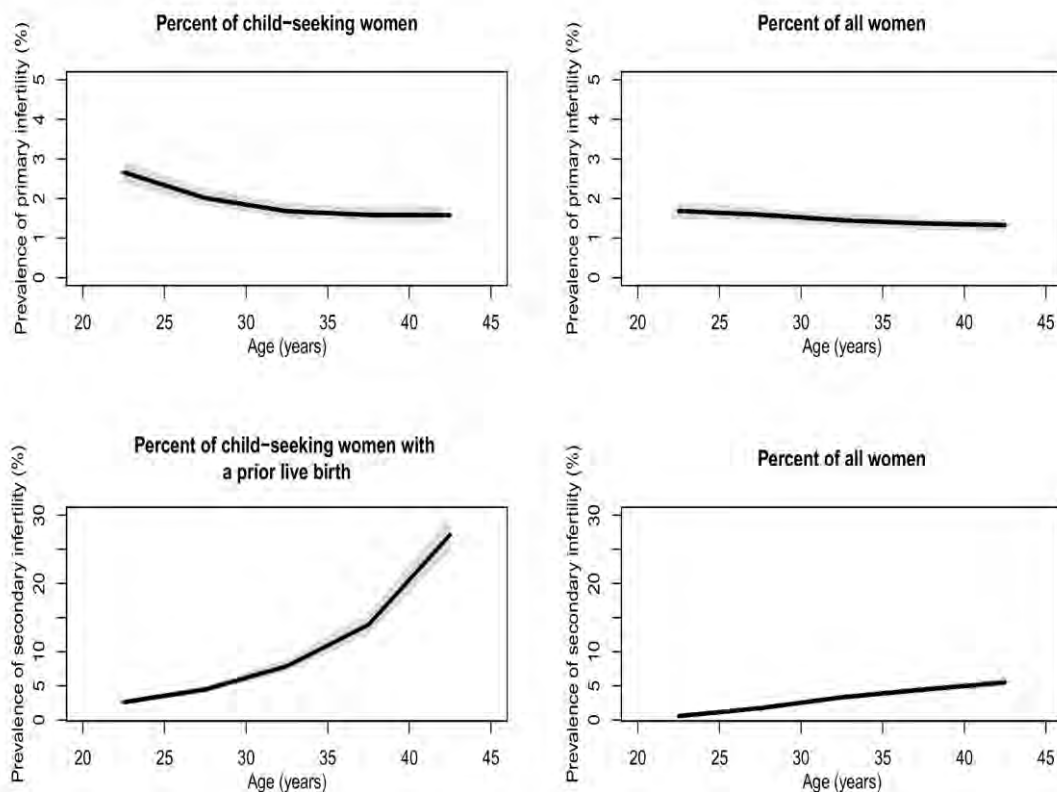 Percent of child−seeking women
Prevalence of primary infertility (%)
5
4
3
2
1
0
20 25 30 35 40 45
Age (years)
Percent of all women
Prevalence of primary infertility (%)
5
4
3
2
1
0
20 25 30 35 40 45
Age (years)
Percent of child−seeking women with
a prior live birth
Prevalence of secondary infertility (%)
30
20
10
5
0
20 25 30 35 40 45
Age (years)
Percent of all women
Prevalence of secondary infertility (%)
30
20
10
5
0
20 25 30 35 40 45
Age (years)